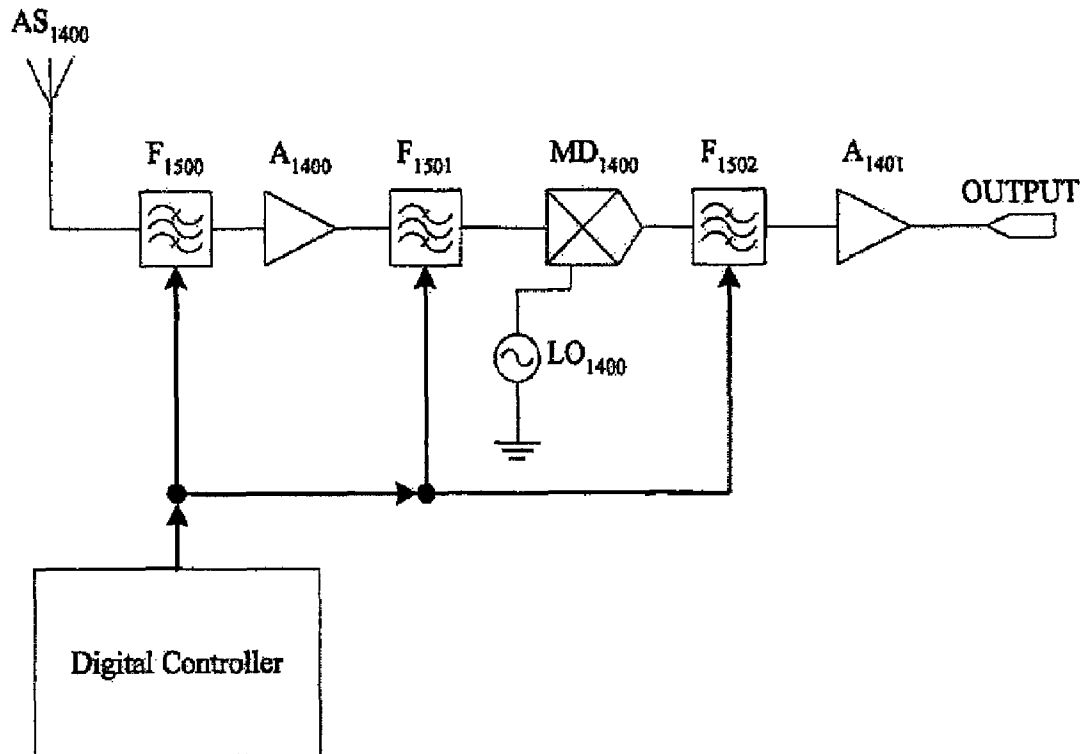 AS1400
F1500
A1400
F1501
MD1400
F1502
A1401
OUTPUT
LO1400
Digital Controller